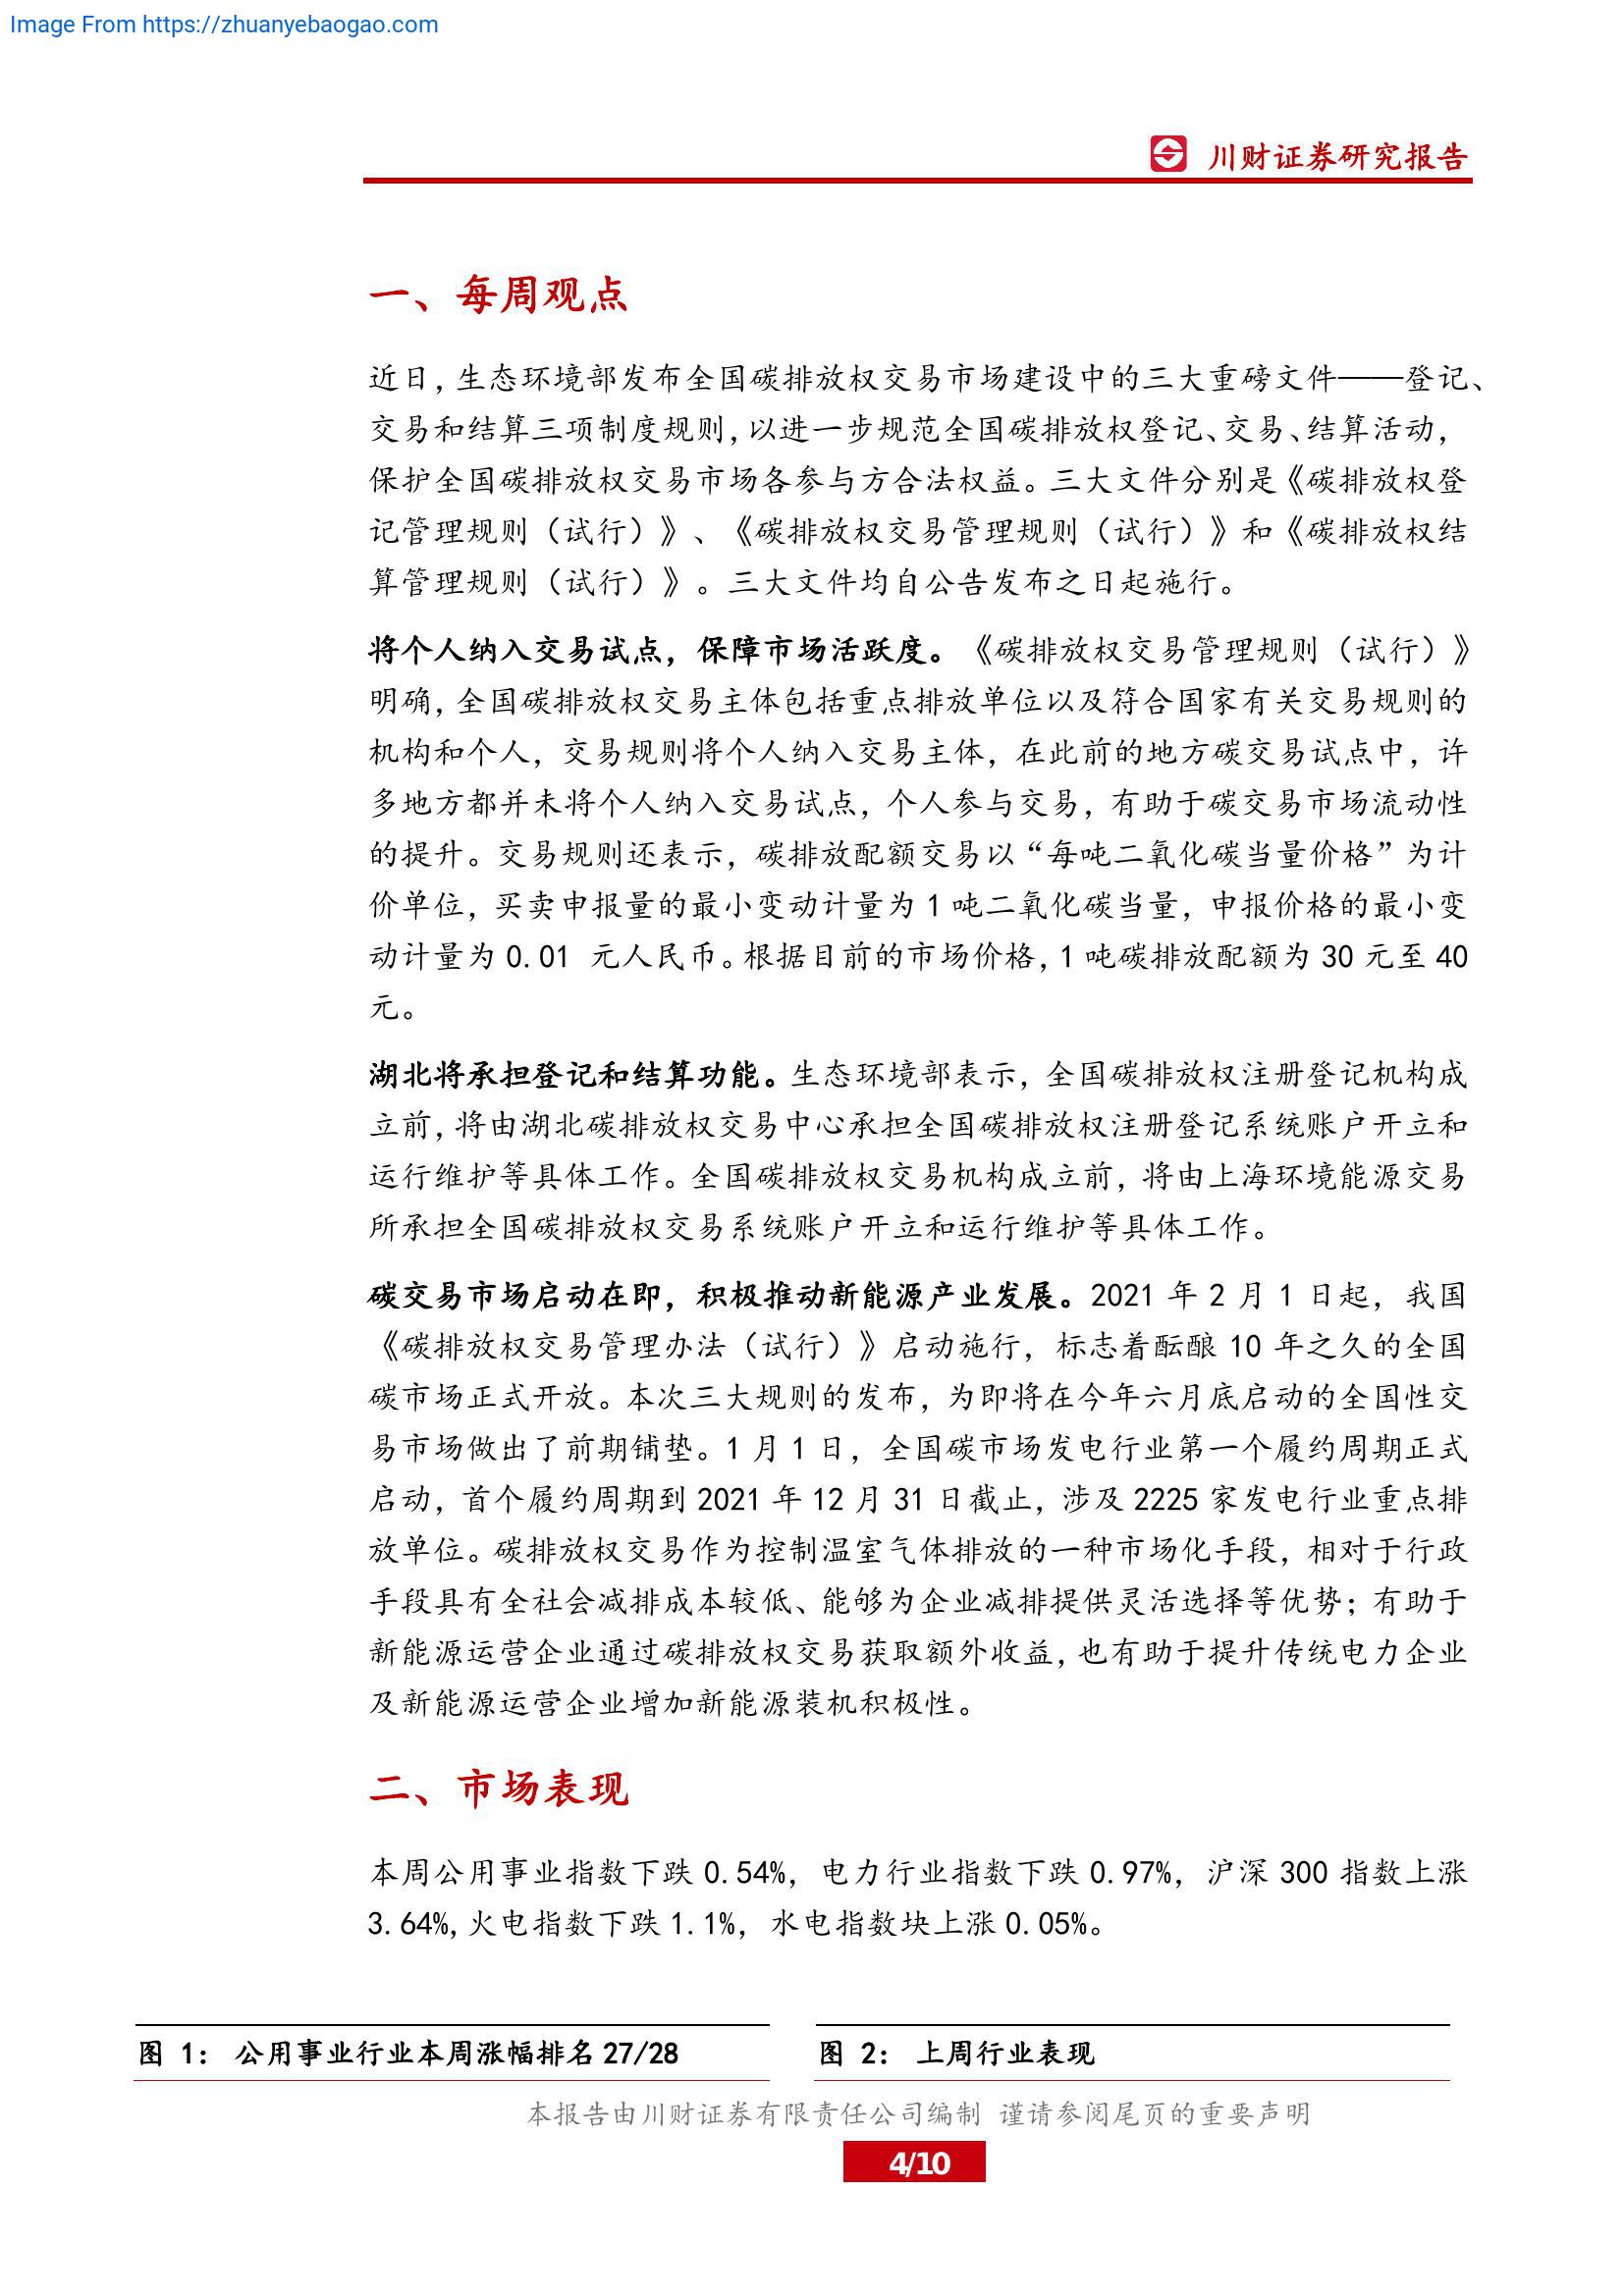 Image From https://zhuanyebaogao.com
川财证券研究报告
一、每周观点
近日，生态环境部发布全国碳排放权交易市场建设中的三大重磅文件——登记、
交易和结算三项制度规则，以进一步规范全国碳排放权登记、交易、结算活动，
保护全国碳排放权交易市场各参与方合法权益。三大文件分别是《碳排放权登
记管理规则（试行）》、《碳排放权交易管理规则（试行）》和《碳排放权结
算管理规则（试行）》。三大文件均自公告发布之日起施行。
将个人纳入交易试点，保障市场活跃度。《碳排放权交易管理规则（试行）》
明确，全国碳排放权交易主体包括重点排放单位以及符合国家有关交易规则的
机构和个人，交易规则将个人纳入交易主体，在此前的地方碳交易试点中，许
多地方都并未将个人纳入交易试点，个人参与交易，有助于碳交易市场流动性
的提升。交易规则还表示，碳排放配额交易以“每吨二氧化碳当量价格”为计
价单位，买卖申报量的最小变动计量为 1 吨二氧化碳当量，申报价格的最小变
动计量为 0.01 元人民币。根据目前的市场价格，1 吨碳排放配额为 30 元至 40
元。
湖北将承担登记和结算功能。生态环境部表示，全国碳排放权注册登记机构成
立前，将由湖北碳排放权交易中心承担全国碳排放权注册登记系统账户开立和
运行维护等具体工作。全国碳排放权交易机构成立前，将由上海环境能源交易
所承担全国碳排放权交易系统账户开立和运行维护等具体工作。
碳交易市场启动在即，积极推动新能源产业发展。2021 年 2 月 1 日起，我国
《碳排放权交易管理办法（试行）》启动施行，标志着酝酿 10 年之久的全国
碳市场正式开放。本次三大规则的发布，为即将在今年六月底启动的全国性交
易市场做出了前期铺垫。1 月 1 日，全国碳市场发电行业第一个履约周期正式
启动，首个履约周期到 2021 年 12 月 31 日截止，涉及 2225 家发电行业重点排
放单位。碳排放权交易作为控制温室气体排放的一种市场化手段，相对于行政
手段具有全社会减排成本较低、能够为企业减排提供灵活选择等优势；有助于
新能源运营企业通过碳排放权交易获取额外收益，也有助于提升传统电力企业
及新能源运营企业增加新能源装机积极性。
二、市场表现
本周公用事业指数下跌 0.54%，电力行业指数下跌 0.97%，沪深 300 指数上涨
3.64%，火电指数下跌 1.1%，水电指数块上涨 0.05%。
图 1： 公用事业行业本周涨幅排名 27/28
图 2： 上周行业表现
本报告由川财证券有限责任公司编制 谨请参阅尾页的重要声明
4/10